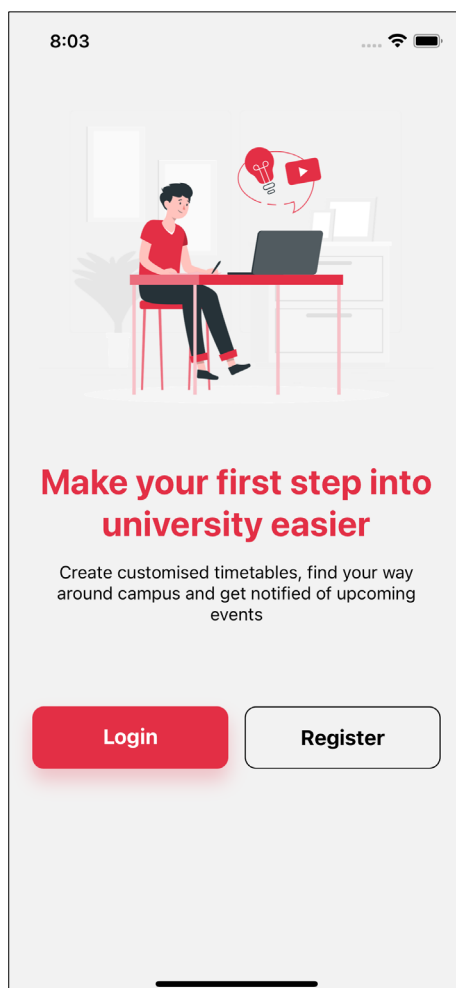 8:03
Make your first step into
university easier
Create customised timetables, find your way
around campus and get notified of upcoming
events
Login
Register